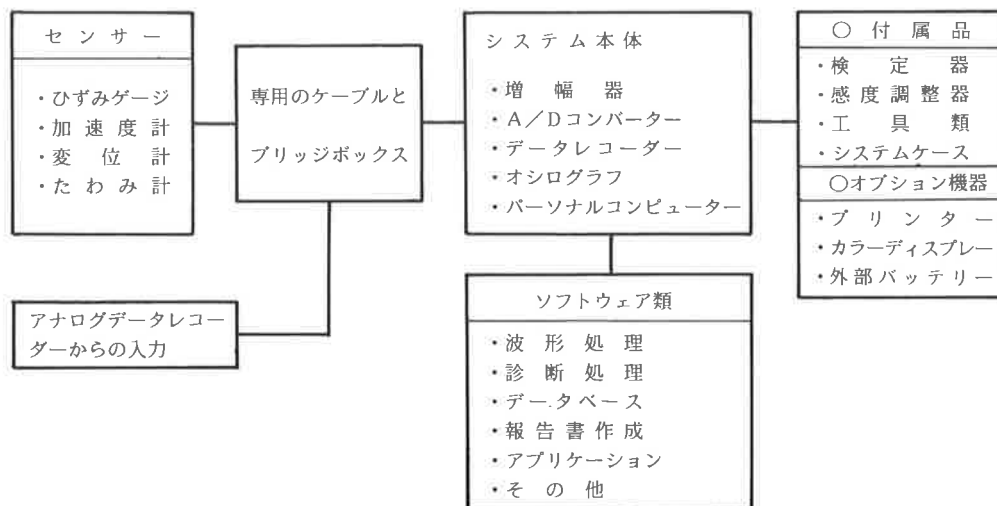 センサー
・ひずみゲージ
・加速度計
・変位計
・たわみ計
専用のケーブルと
ブリッジボックス
アナログデータレコー
ダーからの入力
システム本体
・増幅器
・A/Dコンバーター
・データレコーダー
・オシログラフ
・パーソナルコンピューター
ソフトウェア類
・波形処理
・診断処理
・データベース
・報告書作成
・アプリケーション
・その他
○付属品
・検定器
・感度調整器
・工具類
・システムケース
○オプション機器
・プリンター
・カラーディスプレー
・外部バッテリー